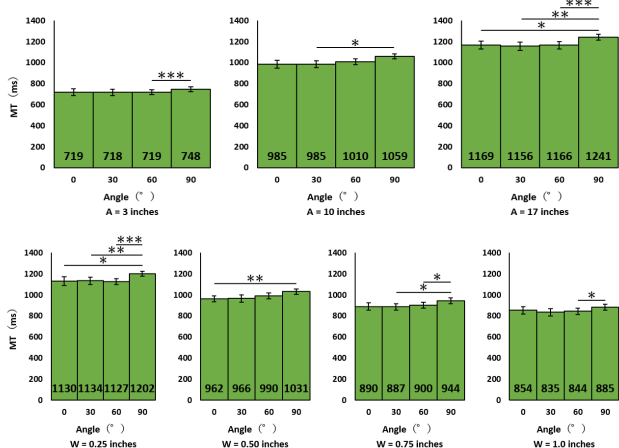 ***
**
*
1400
1200
1000
800
600
400
200
0
MT (ms)
***
719 718 719 748
0 30 60 90
Angle (°)
A = 3 inches
1400
1200
1000
800
600
400
200
0
*
985 985 1010 1059
0 30 60 90
Angle (°)
A = 10 inches
1400
1200
1000
800
600
400
200
0
1169 1156 1166 1241
0 30 60 90
Angle (°)
A = 17 inches
1400
1200
1000
800
600
400
200
0
MT (ms)
***
**
*
1130 1134 1127 1202
0 30 60 90
Angle (°)
W = 0.25 inches
1400
1200
1000
800
600
400
200
0
**
962 966 990 1031
0 30 60 90
Angle (°)
W = 0.50 inches
1400
1200
1000
800
600
400
200
0
*
*
890 887 900 944
0 30 60 90
Angle (°)
W = 0.75 inches
1400
1200
1000
800
600
400
200
0
*
854 835 844 885
0 30 60 90
Angle (°)
W = 1.0 inches